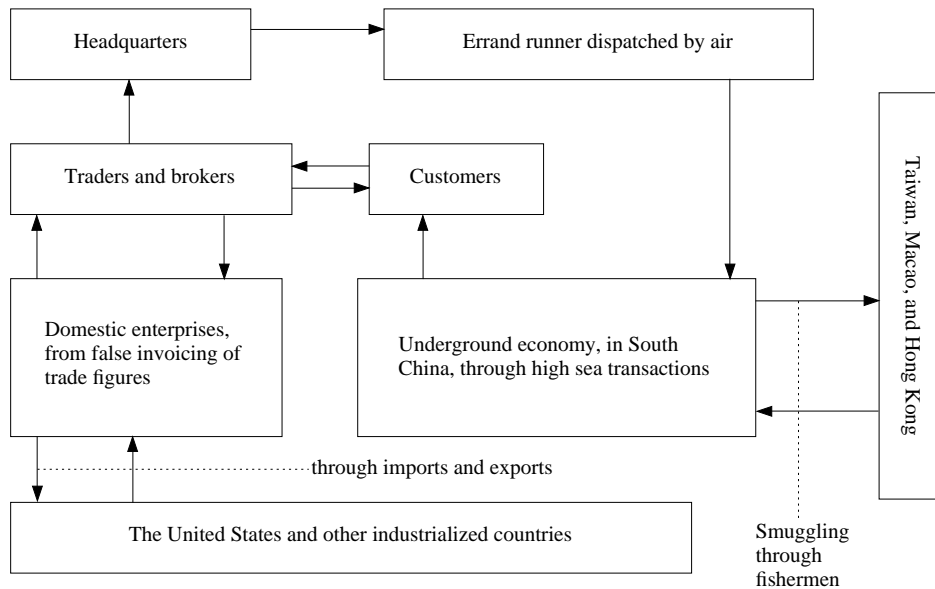 Headquarters
Errand runner dispatched by air
Traders and brokers
Customers
Taiwan, Macao, and Hong Kong
Domestic enterprises,
from false invoicing of
trade figures
Underground economy, in South
China, through high sea transactions
through imports and exports
The United States and other industrialized countries
Smuggling
through
fishermen